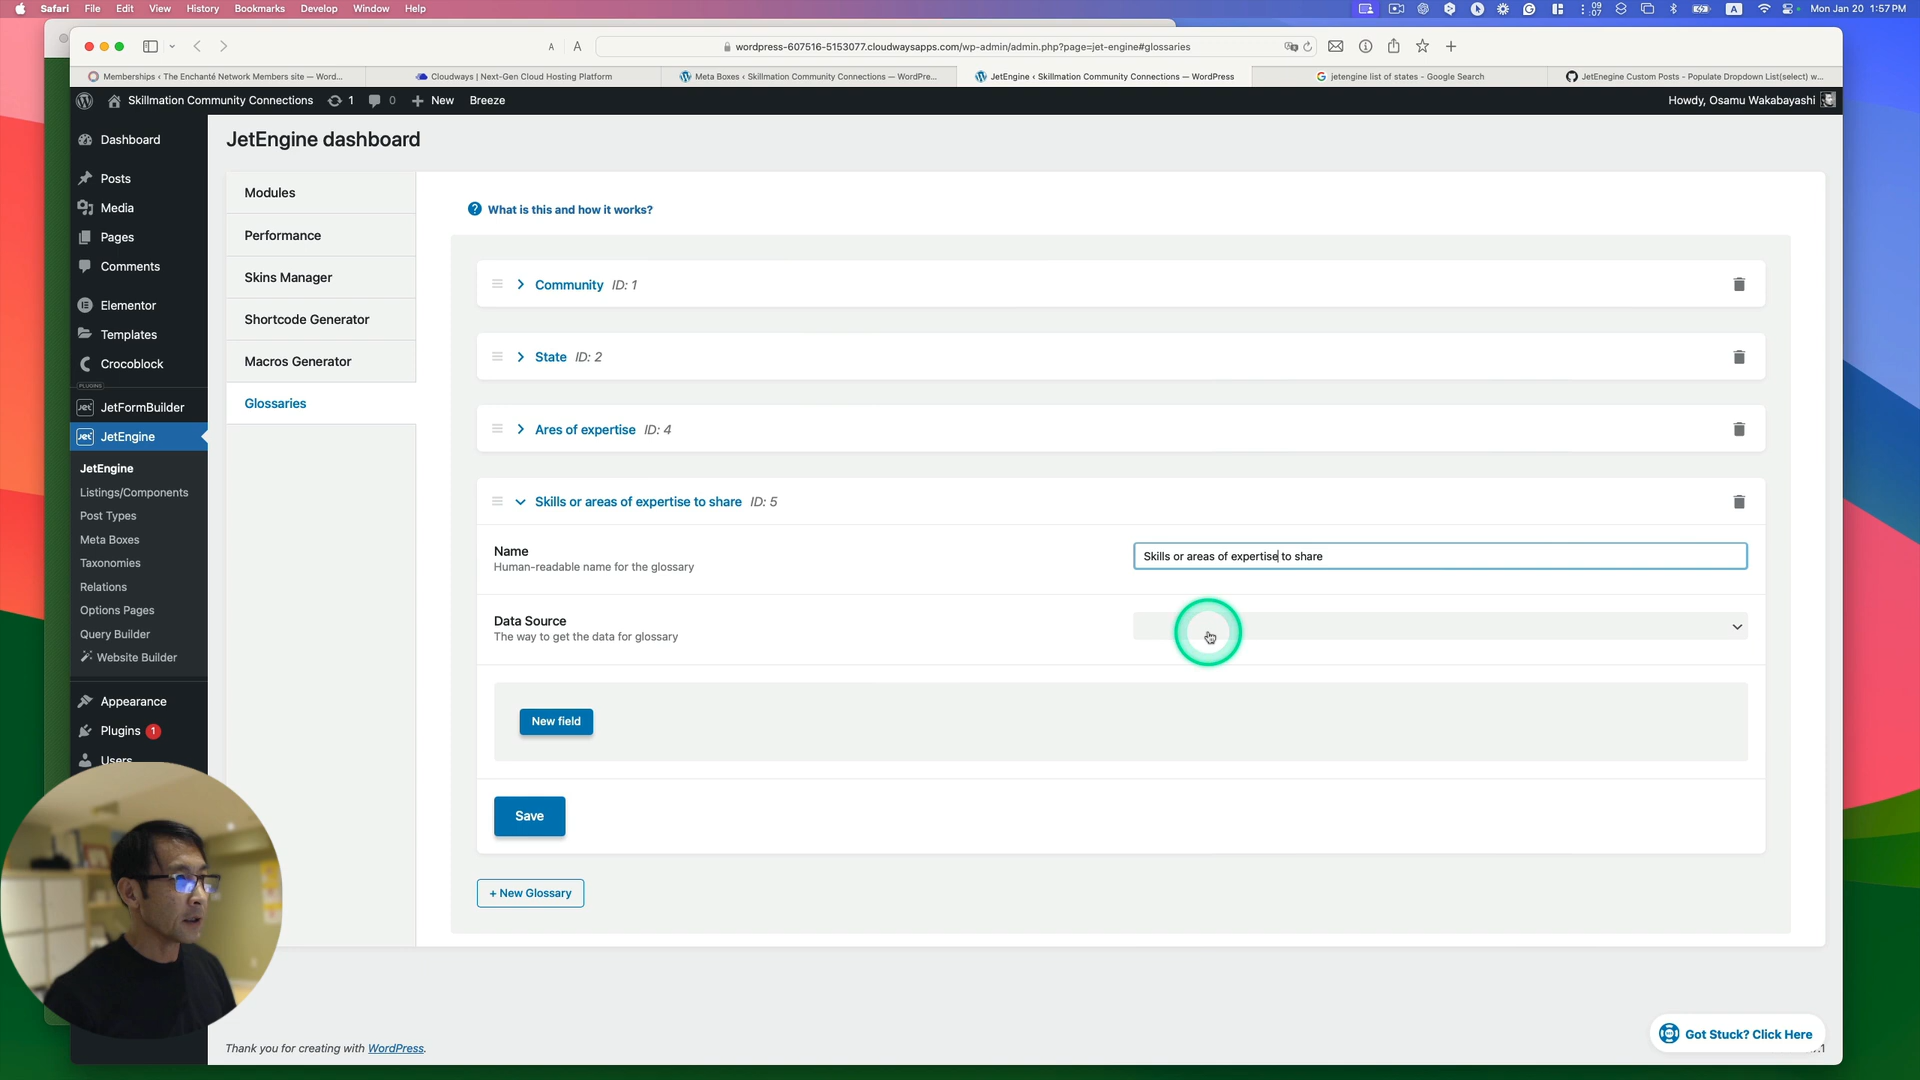 Safari File Edit View History Bookmarks Develop Window Help
09
07
A
Mon Jan 20 1:57 PM
A A
wordpress-607516-5153077.cloudwaysapps.com/wp-admin/admin.php?page=jet-engine#glossaries
Memberships ‹ The Enchanté Network Members site — Word...
Cloudways | Next-Gen Cloud Hosting Platform
Meta Boxes ‹ Skillmation Community Connections — WordPre...
JetEngine ‹ Skillmation Community Connections — WordPress
jetengine list of states - Google Search
JetEnegine Custom Posts - Populate Dropdown List(select) w...
Skillmation Community Connections 1 0 New Breeze
Howdy, Osamu Wakabayashi
Dashboard
Posts
Media
Pages
Comments
Elementor
Templates
Crocoblock
PLUGINS
JetFormBuilder
JetEngine
JetEngine
Listings/Components
Post Types
Meta Boxes
Taxonomies
Relations
Options Pages
Query Builder
Website Builder
Appearance
Plugins 1
Users
JetEngine dashboard
Modules
Performance
Skins Manager
Shortcode Generator
Macros Generator
Glossaries
What is this and how it works?
Community ID: 1
State ID: 2
Ares of expertise ID: 4
Skills or areas of expertise to share ID: 5
Name
Human-readable name for the glossary
Skills or areas of expertise to share
Data Source
The way to get the data for glossary
New field
Save
+ New Glossary
Got Stuck? Click Here
Thank you for creating with WordPress.